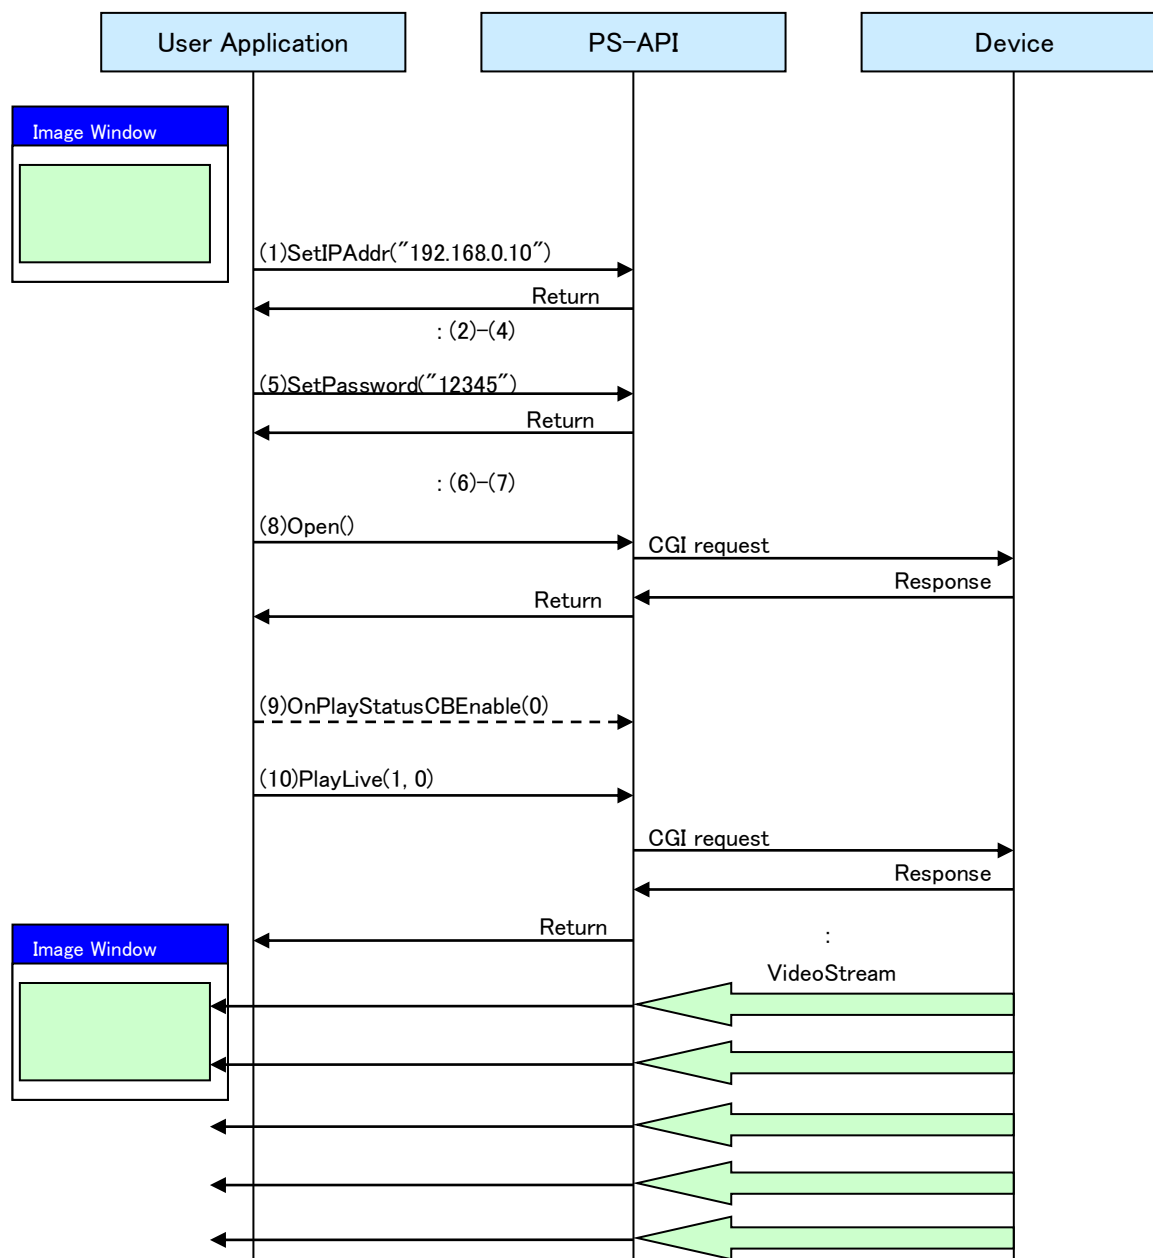 User Application
PS-API
Device
Image Window
(1)SetIPAddr("192.168.0.10")
Return
: (2)-(4)
(5)SetPassword("12345")
Return
: (6)-(7)
(8)Open()
CGI request
Response
Return
(9)OnPlayStatusCBEnable(0)
(10)PlayLive(1, 0)
CGI request
Response
Return
:
Image Window
VideoStream